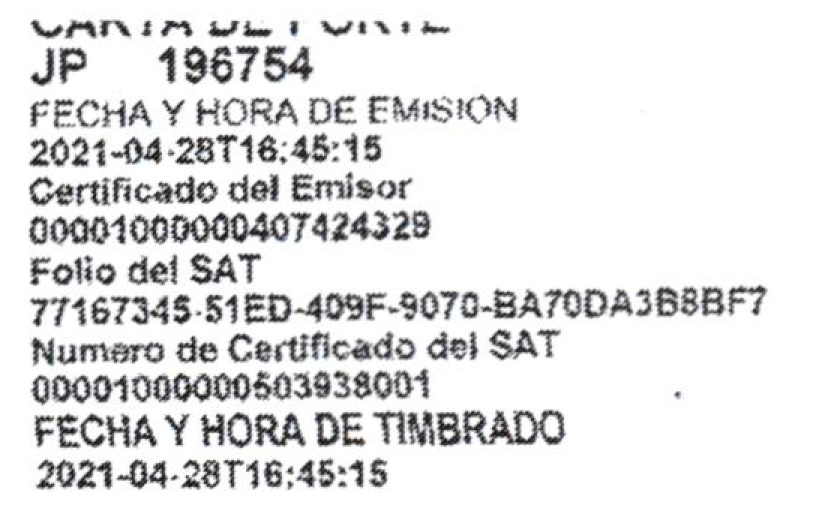 CARTA DE PORTE
JP 196754
FECHA Y HORA DE EMISION
2021-04-28T16:45:15
Certificado del Emisor
00001000000407424329
Folio del SAT
77167345-51ED-409F-9070-BA70DA3B8BF7
Numero de Certificado del SAT
00001000000503938001
FECHA Y HORA DE TIMBRADO
2021-04-28T16:45:15